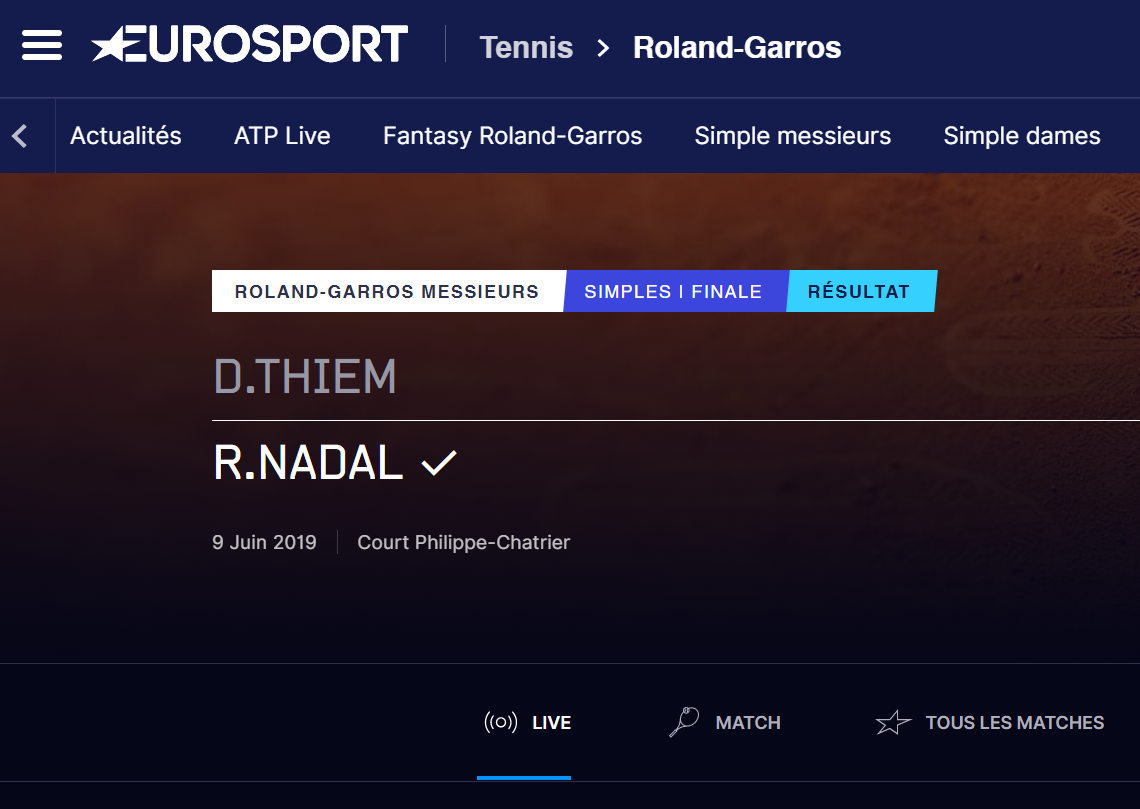 EUROSPORT Tennis > Roland-Garros
Actualités ATP Live Fantasy Roland-Garros Simple messieurs Simple dames
ROLAND-GARROS MESSIEURS SIMPLES | FINALE RÉSULTAT
D.THIEM
R.NADAL
9 Juin 2019 Court Philippe-Chatrier
LIVE MATCH TOUS LES MATCHES